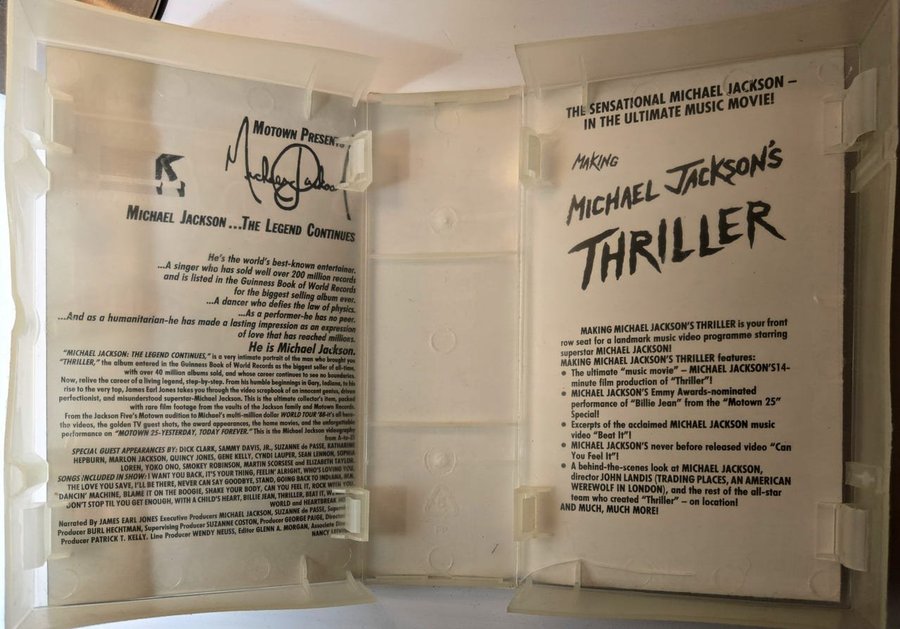 MOTOWN PRESENTS
Michael Jackson
MICHAEL JACKSON...THE LEGEND CONTINUES
He's the world's best-known entertainer.
...A singer who has sold well over 200 million records
and is listed in the Guinness Book of World Records
for the biggest selling album ever.
...A dancer who defies the law of physics.
...As a performer–he has no peer.
...And as a humanitarian–he has made a lasting impression as an expression
of love that has reached millions.
He is Michael Jackson.
"MICHAEL JACKSON: THE LEGEND CONTINUES," is a very intimate portrait of the man who brought you
"THRILLER," the album entered in the Guinness Book of World Records as the biggest seller of all-time,
with over 40 million albums sold, and whose career continues to see no boundaries.
Now, relive the career of a living legend, step-by-step. From his humble beginnings in Gary, Indiana, to his
rise to the very top, James Earl Jones takes you through the video scrapbook of an innocent genius, driven
perfectionist, and misunderstood superstar–Michael Jackson. This is the ultimate collector's item, packed
with rare film footage from the vaults of the Jackson family and Motown Records.
From the Jackson Five's Motown audition to Michael's multi-million dollar WORLD TOUR '88–it's all here–
the videos, the golden TV guest shots, the award appearances, the home movies, and the unforgettable
performance on "MOTOWN 25–YESTERDAY, TODAY FOREVER." This is the Michael Jackson videography
from A-to-Z!
SPECIAL GUEST APPEARANCES BY: DICK CLARK, SAMMY DAVIS, JR., SUZANNE de PASSE, KATHARINE
HEPBURN, MARLON JACKSON, QUINCY JONES, GENE KELLY, CYNDI LAUPER, SEAN LENNON, SOPHIA
LOREN, YOKO ONO, SMOKEY ROBINSON, MARTIN SCORSESE and ELIZABETH TAYLOR.
SONGS INCLUDED IN SHOW: I WANT YOU BACK, IT'S YOUR THING, FEELIN' ALRIGHT, WHO'S LOVING YOU,
THE LOVE YOU SAVE, I'LL BE THERE, NEVER CAN SAY GOODBYE, STAND, GOING BACK TO INDIANA,
DANCIN' MACHINE, BLAME IT ON THE BOOGIE, SHAKE YOUR BODY, CAN YOU FEEL IT, ROCK WITH YOU
DON'T STOP TIL YOU GET ENOUGH, WITH A CHILD'S HEART, BILLIE JEAN, THRILLER, BEAT IT,
WORLD and HEARTBREAK
Narrated By JAMES EARL JONES Executive Producers MICHAEL JACKSON, SUZANNE de PASSE,
Producer BURL HECHTMAN, Supervising Producer SUZANNE COSTON, Producer GEORGE PAIGE,
Producer PATRICK T. KELLY. Line Producer WENDY NEUSS, Editor GLENN A. MORGAN, Associate
NANCY
THE SENSATIONAL MICHAEL JACKSON –
IN THE ULTIMATE MUSIC MOVIE!
MAKING
MICHAEL JACKSON'S
THRILLER
MAKING MICHAEL JACKSON'S THRILLER is your front
row seat for a landmark music video programme starring
superstar MICHAEL JACKSON!
MAKING MICHAEL JACKSON'S THRILLER features:
• The ultimate "music movie" – MICHAEL JACKSON'S14-
minute film production of "Thriller"!
• MICHAEL JACKSON'S Emmy Awards-nominated
performance of "Billie Jean" from the "Motown 25"
Special!
• Excerpts of the acclaimed MICHAEL JACKSON music
video "Beat It"!
• MICHAEL JACKSON'S never before released video "Can
You Feel It"!
• A behind-the-scenes look at MICHAEL JACKSON,
director JOHN LANDIS (TRADING PLACES, AN AMERICAN
WEREWOLF IN LONDON), and the rest of the all-star
team who created "Thriller" – on location!
AND MUCH, MUCH MORE!